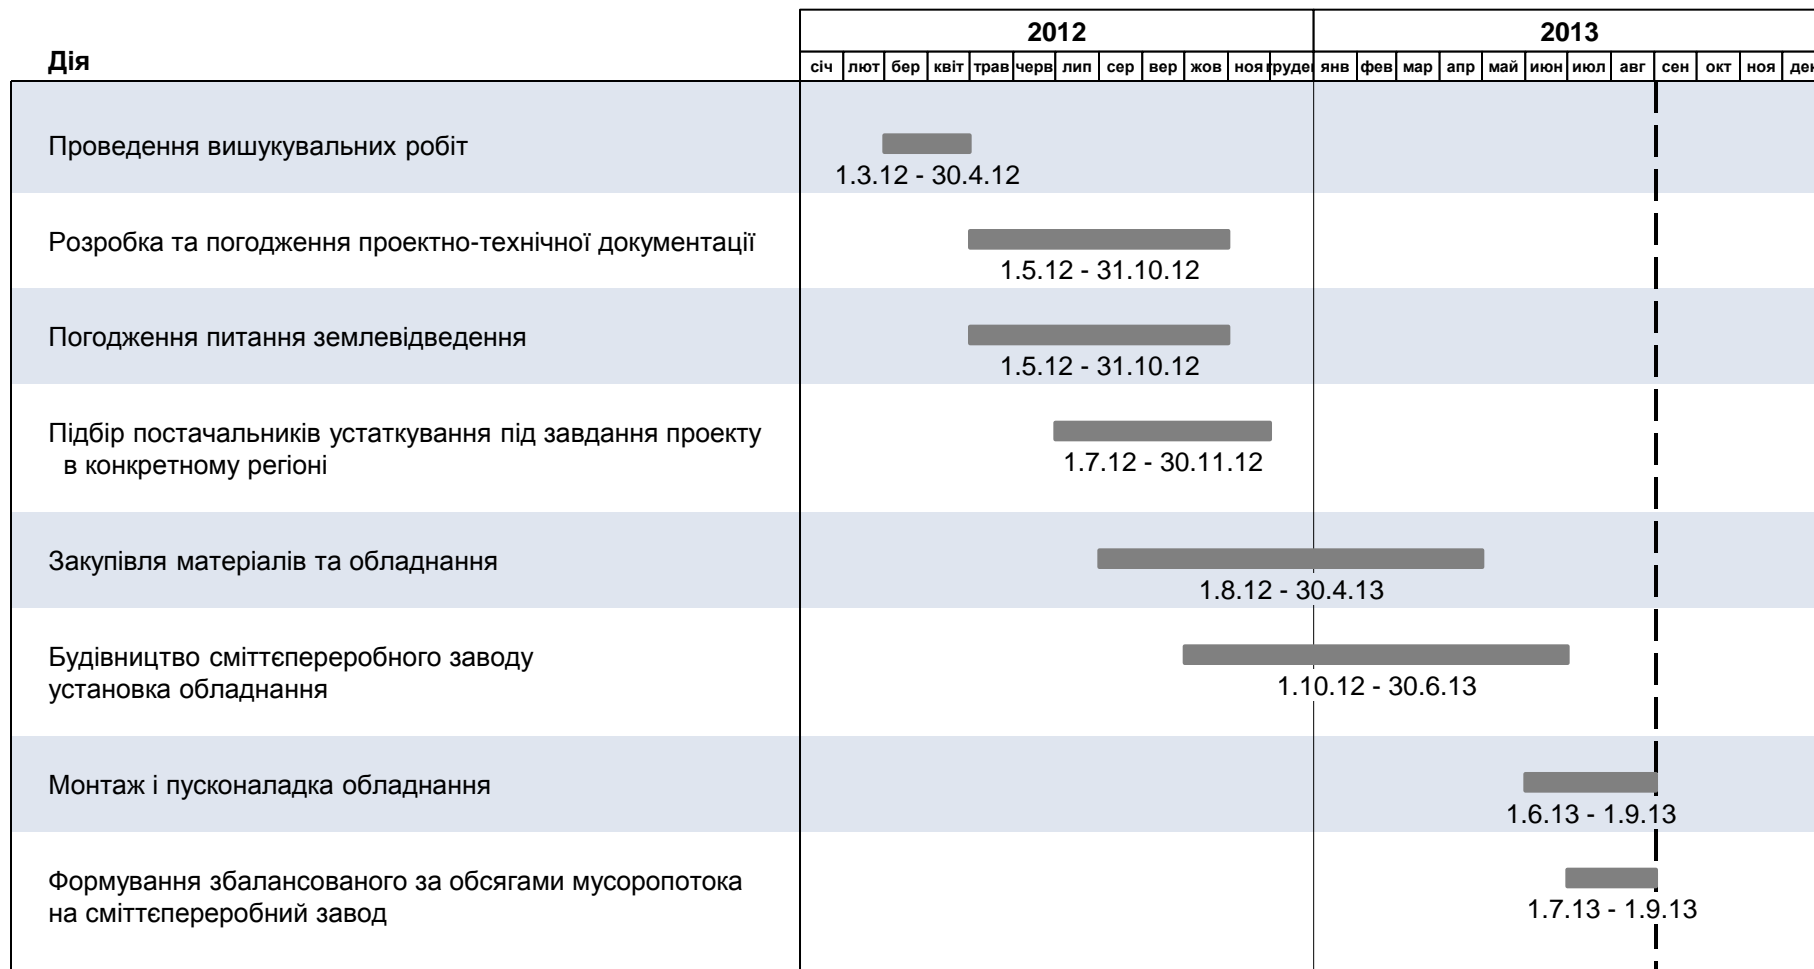 2012 2013
Дія
січ лют бер квіт трав черв лип сер вер жов ноя груден янв фев мар апр май июн июл авг сен окт ноя дек
Проведення вишукувальних робіт
1.3.12 - 30.4.12
Розробка та погодження проектно-технічної документації
1.5.12 - 31.10.12
Погодження питання землевідведення
1.5.12 - 31.10.12
Підбір постачальників устаткування під завдання проекту
в конкретному регіоні
1.7.12 - 30.11.12
Закупівля матеріалів та обладнання
1.8.12 - 30.4.13
Будівництво сміттєпереробного заводу
установка обладнання
1.10.12 - 30.6.13
Монтаж і пусконаладка обладнання
1.6.13 - 1.9.13
Формування збалансованого за обсягами мусоропотока
на сміттєпереробний завод
1.7.13 - 1.9.13